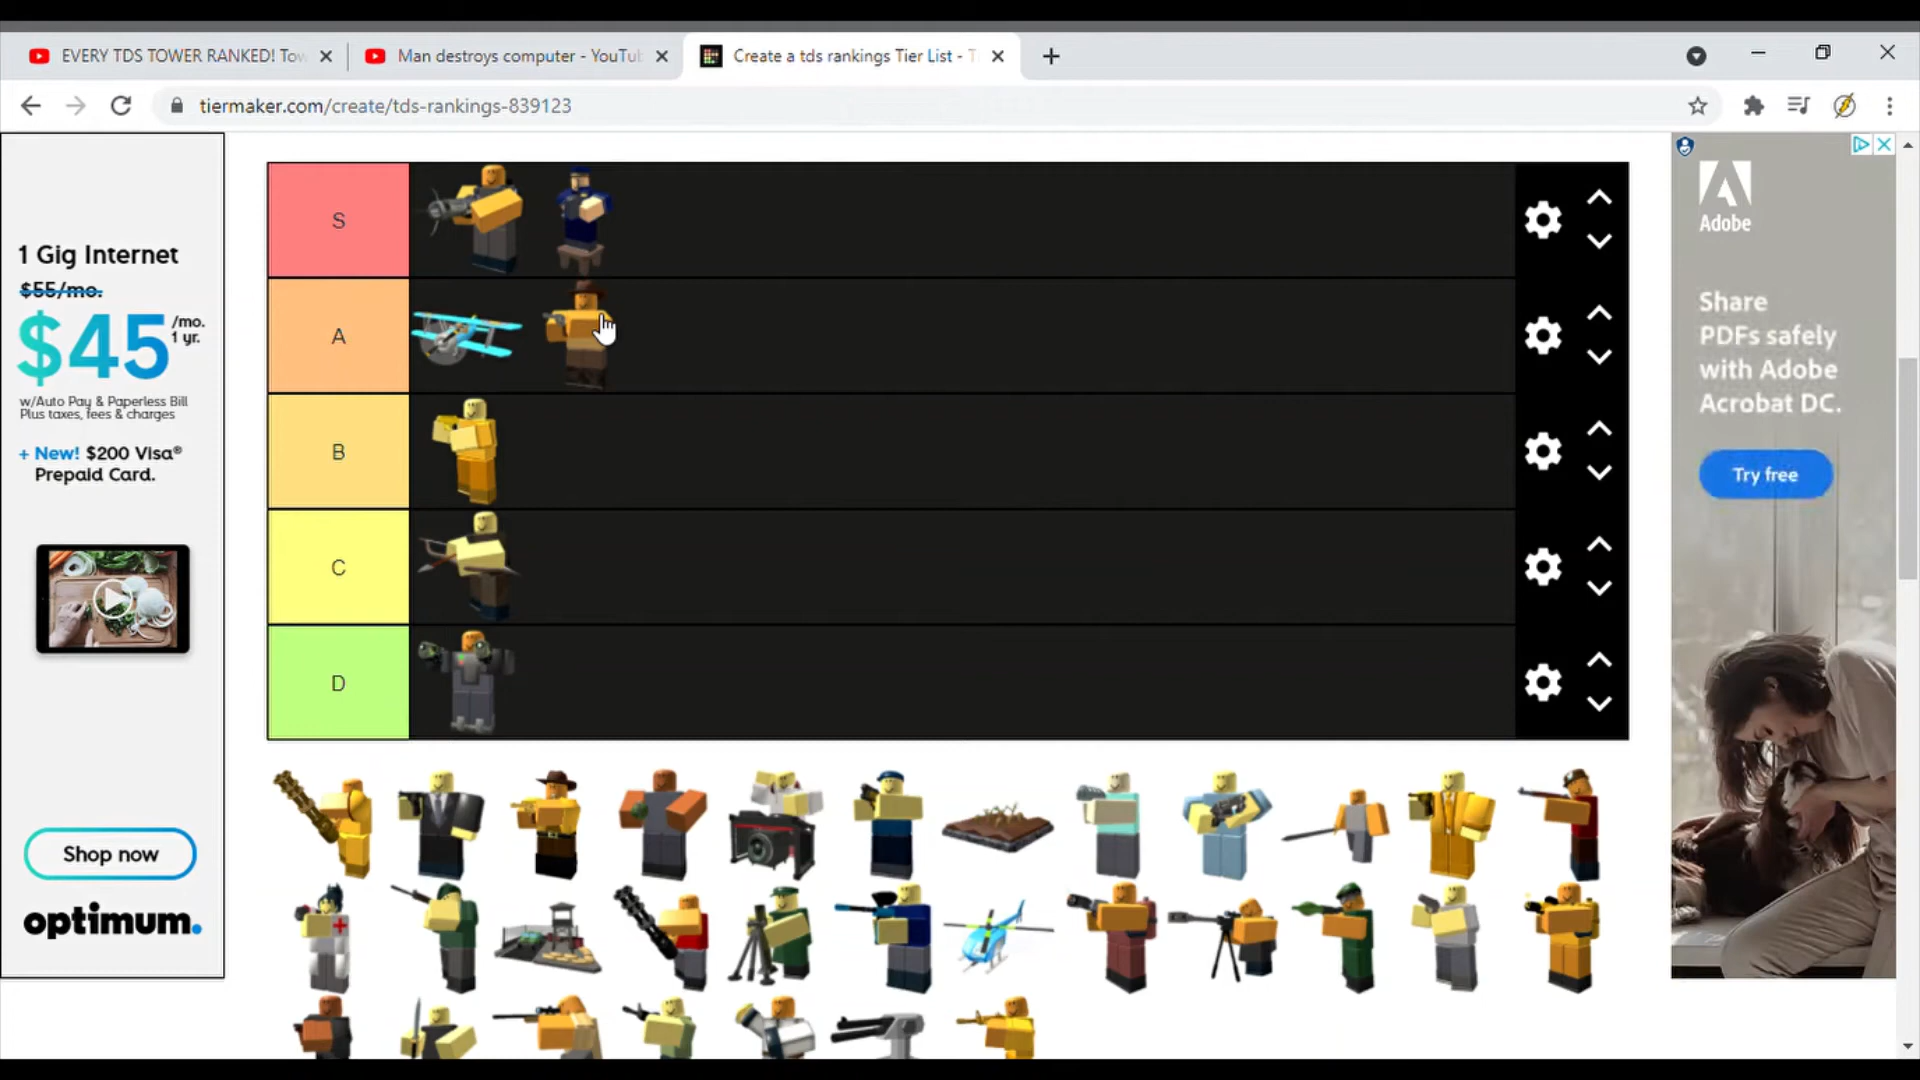 EVERY TDS TOWER RANKED! Tow
Man destroys computer - YouTu
Create a tds rankings Tier List - T
tiermaker.com/create/tds-rankings-839123
1 Gig Internet
$55/mo.
$45 /mo.
1 yr.
w/Auto Pay & Paperless Bill
Plus taxes, fees & charges
+ New! $200 Visa®
Prepaid Card.
Shop now
optimum.
S
A
B
C
D
Adobe
Share
PDFs safely
with Adobe
Acrobat DC.
Try free